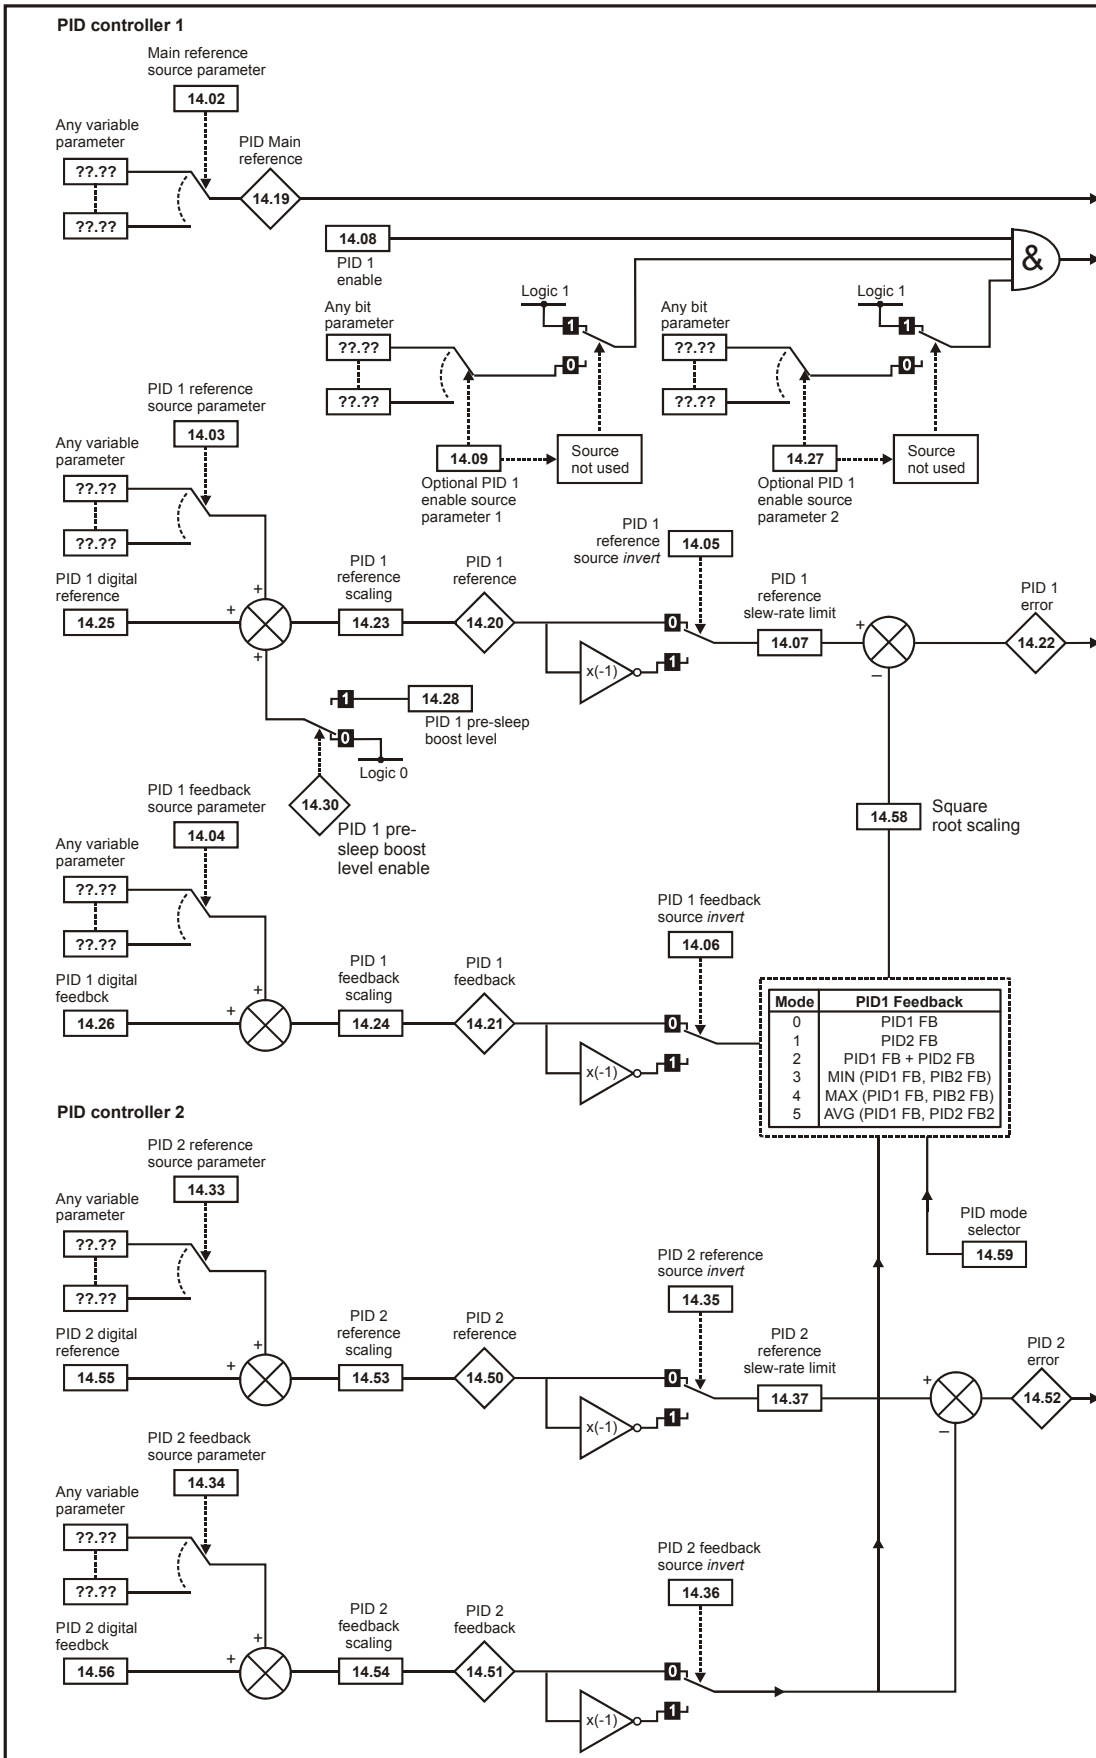 PID controller 1
Main reference
source parameter
14.02
Any variable
parameter
??.??
??.??
PID Main
reference
14.19
14.08
PID 1
enable
&
Logic 1
1
0
Any bit
parameter
??.??
??.??
14.09
Optional PID 1
enable source
parameter 1
Source
not used
Logic 1
1
0
Any bit
parameter
??.??
??.??
14.27
Optional PID 1
enable source
parameter 2
Source
not used
PID 1 reference
source parameter
14.03
Any variable
parameter
??.??
??.??
PID 1 digital
reference
14.25
+
+
+
PID 1
reference
scaling
14.23
PID 1
reference
14.20
PID 1
reference
source invert
14.05
0
1
x(-1)
PID 1
reference
slew-rate limit
14.07
+
–
PID 1
error
14.22
1
14.28
PID 1 pre-sleep
boost level
0
Logic 0
14.30
PID 1 pre-
sleep boost
level enable
14.58
Square
root scaling
PID 1 feedback
source parameter
14.04
Any variable
parameter
??.??
??.??
PID 1 digital
feedbck
14.26
+
+
PID 1
feedback
scaling
14.24
PID 1
feedback
14.21
PID 1 feedback
source invert
14.06
0
1
x(-1)
Mode PID1 Feedback
0 PID1 FB
1 PID2 FB
2 PID1 FB + PID2 FB
3 MIN (PID1 FB, PIB2 FB)
4 MAX (PID1 FB, PIB2 FB)
5 AVG (PID1 FB, PID2 FB2
PID mode
selector
14.59
PID controller 2
PID 2 reference
source parameter
14.33
Any variable
parameter
??.??
??.??
PID 2 digital
reference
14.55
+
+
PID 2
reference
scaling
14.53
PID 2
reference
14.50
PID 2 reference
source invert
14.35
0
1
x(-1)
PID 2
reference
slew-rate limit
14.37
+
–
PID 2
error
14.52
PID 2 feedback
source parameter
14.34
Any variable
parameter
??.??
??.??
PID 2 digital
feedbck
14.56
+
+
PID 2
feedback
scaling
14.54
PID 2
feedback
14.51
PID 2 feedback
source invert
14.36
0
1
x(-1)